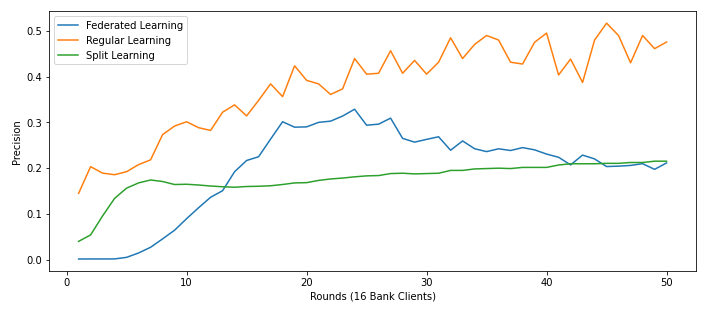 Federated Learning
Regular Learning
Split Learning
Precision
0.5
0.4
0.3
0.2
0.1
0.0
0 10 20 30 40 50
Rounds (16 Bank Clients)